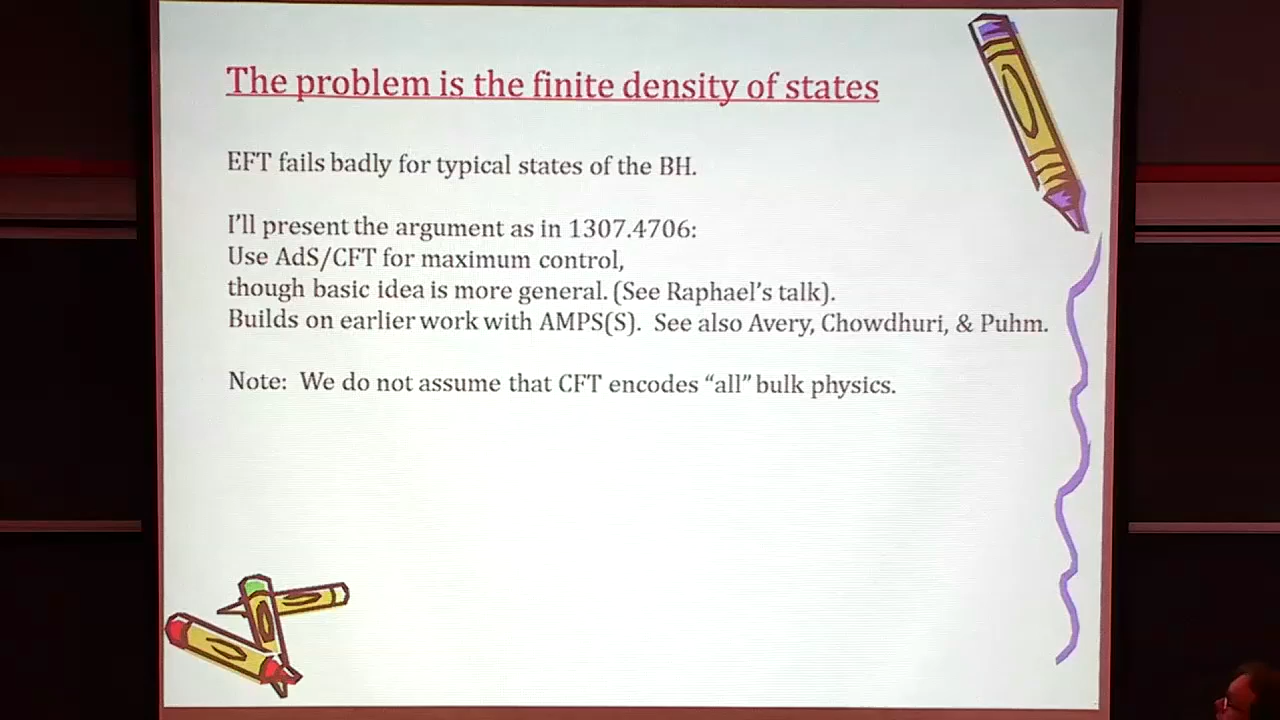 The problem is the finite density of states
EFT fails badly for typical states of the BH.
I'll present the argument as in 1307.4706:
Use AdS/CFT for maximum control,
though basic idea is more general. (See Raphael's talk).
Builds on earlier work with AMPS(S).  See also Avery, Chowdhuri, & Puhm.
Note:  We do not assume that CFT encodes “all” bulk physics.